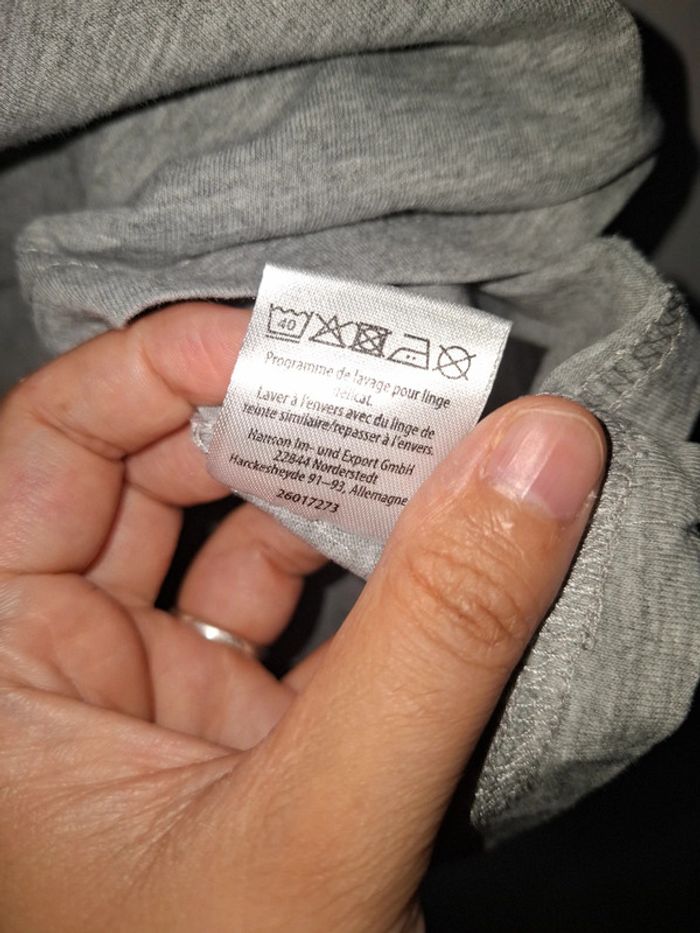 40
Programme de lavage pour linge
délicat.
Laver à l'envers avec du linge de
teinte similaire/repasser à l'envers.
Hanson Im- und Export GmbH
22844 Norderstedt
Harckesheyde 91–93, Allemagne
26017273